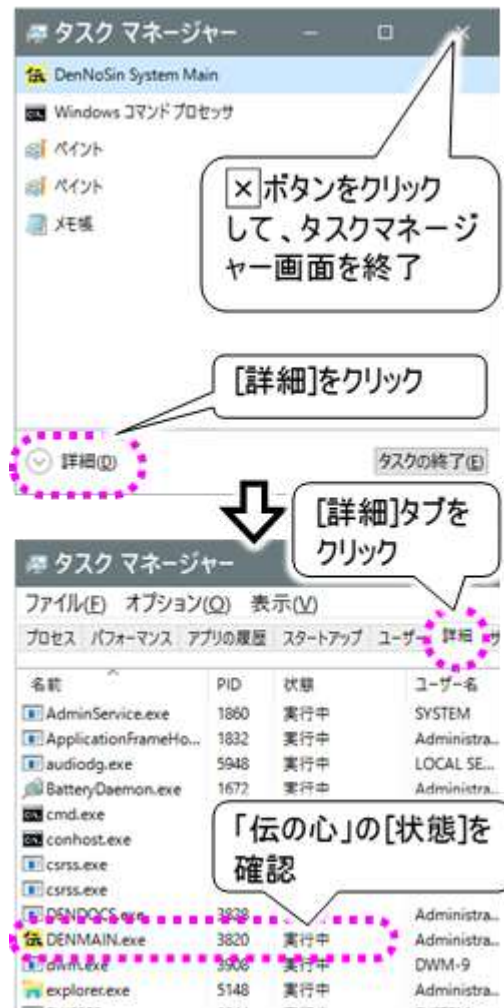 タスク マネージャー
DenNoSin System Main
Windows コマンド プロセッサ
ペイント
ペイント
メモ帳
×ボタンをクリック
して、タスクマネージ
ャー画面を終了
[詳細]をクリック
詳細(D)
タスクの終了(E)
[詳細]タブを
クリック
タスク マネージャー
ファイル(F) オプション(O) 表示(V)
プロセス パフォーマンス アプリの履歴 スタートアップ ユーザー 詳細 サ
名前 PID 状態 ユーザー名
AdminService.exe 1860 実行中 SYSTEM
ApplicationFrameHo... 1832 実行中 Administra...
audiodg.exe 5948 実行中 LOCAL SE...
BatteryDaemon.exe 1672 実行中 Administra...
cmd.exe
conhost.exe
csrss.exe
csrss.exe
「伝の心」の[状態]を
確認
DENDOCS.exe 3828 Administra...
DENMAIN.exe 3820 実行中 Administra...
dwm.exe 3908 実行中 DWM-9
explorer.exe 5148 実行中 Administra...